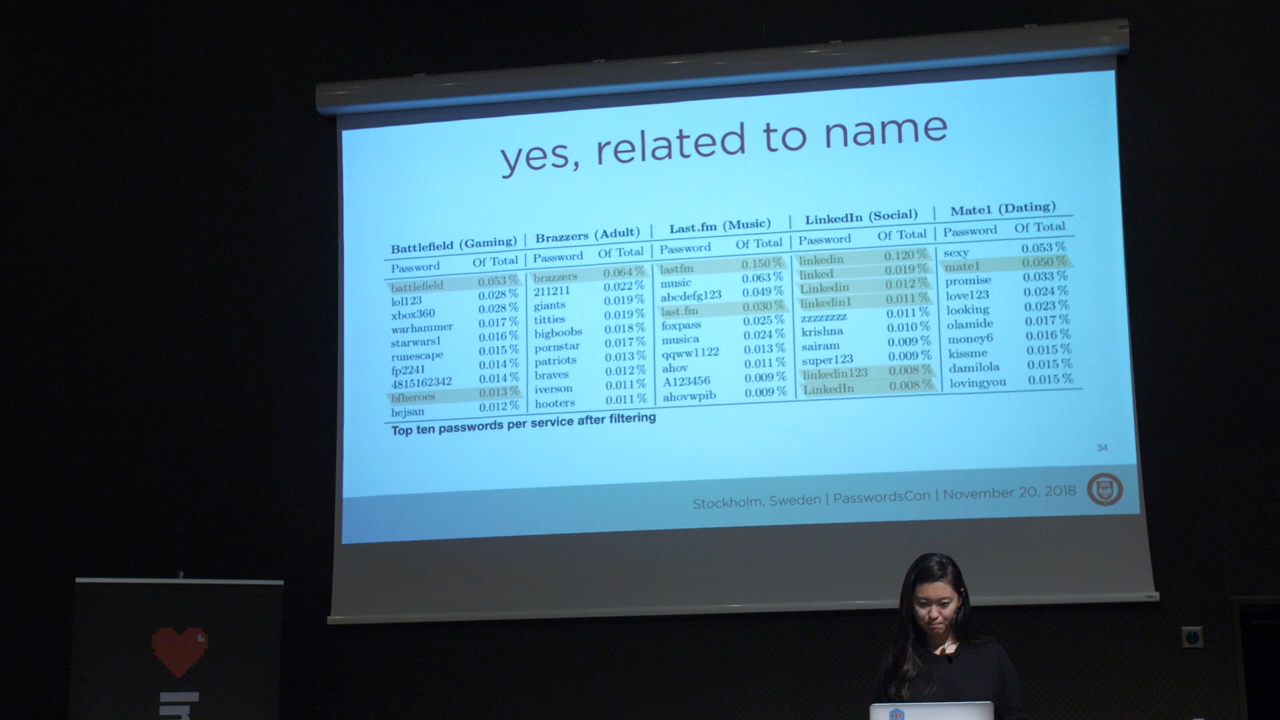 yes, related to name
Battlefield (Gaming) | Brazzers (Adult) | Last.fm (Music) | LinkedIn (Social) | Mate1 (Dating)
Password Of Total | Password Of Total | Password Of Total | Password Of Total | Password Of Total
battlefield 0.053 % | brazzers 0.064 % | lastfm 0.150 % | linkedin 0.120 % | sexy 0.053 %
lol123 0.028 % | 211211 0.022 % | music 0.063 % | linked 0.019 % | mate1 0.050 %
xbox360 0.028 % | giants 0.019 % | abcdefg123 0.049 % | Linkedin 0.012 % | promise 0.033 %
warhammer 0.017 % | titties 0.019 % | last.fm 0.030 % | linkedin1 0.011 % | love123 0.024 %
starwars1 0.016 % | bigboobs 0.018 % | foxpass 0.025 % | zzzzzzzz 0.011 % | looking 0.023 %
runescape 0.015 % | pornstar 0.017 % | musica 0.024 % | krishna 0.010 % | olamide 0.017 %
fp2241 0.014 % | patriots 0.013 % | qqww1122 0.013 % | sairam 0.009 % | money6 0.016 %
4815162342 0.014 % | braves 0.012 % | ahov 0.011 % | super123 0.009 % | kissme 0.015 %
bfheroes 0.013 % | iverson 0.011 % | A123456 0.009 % | linkedin123 0.008 % | damilola 0.015 %
hejsan 0.012 % | hooters 0.011 % | ahovwpib 0.009 % | LinkedIn 0.008 % | lovingyou 0.015 %
Top ten passwords per service after filtering
34
Stockholm, Sweden | PasswordsCon | November 20, 2018